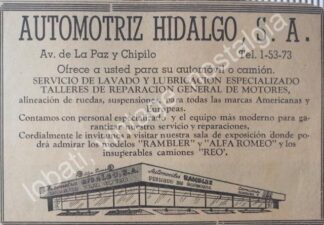 AUTOMOTRIZ HIDALGO, S. A.
Av. de La Paz y Chipilo Tel. 1-53-73
Ofrece a usted para su automóvil o camión.
SERVICIO DE LAVADO Y LUBRICACION ESPECIALIZADO
TALLERES DE REPARACION GENERAL DE MOTORES,
alineación de ruedas, suspensiones, para todas las marcas Americanas y
Europeas.
Contamos con personal especializado y el equipo más moderno para ga-
rantizar nuestro servicio y reparaciones,
Cordialmente le invitamos a visitar nuestra sala de exposición donde po-
drá admirar los modelos "RAMBLER" y "ALFA ROMEO" y los
insuperables camiones "REO".
HIDALGO, S.A.
Automóviles RAMBLER